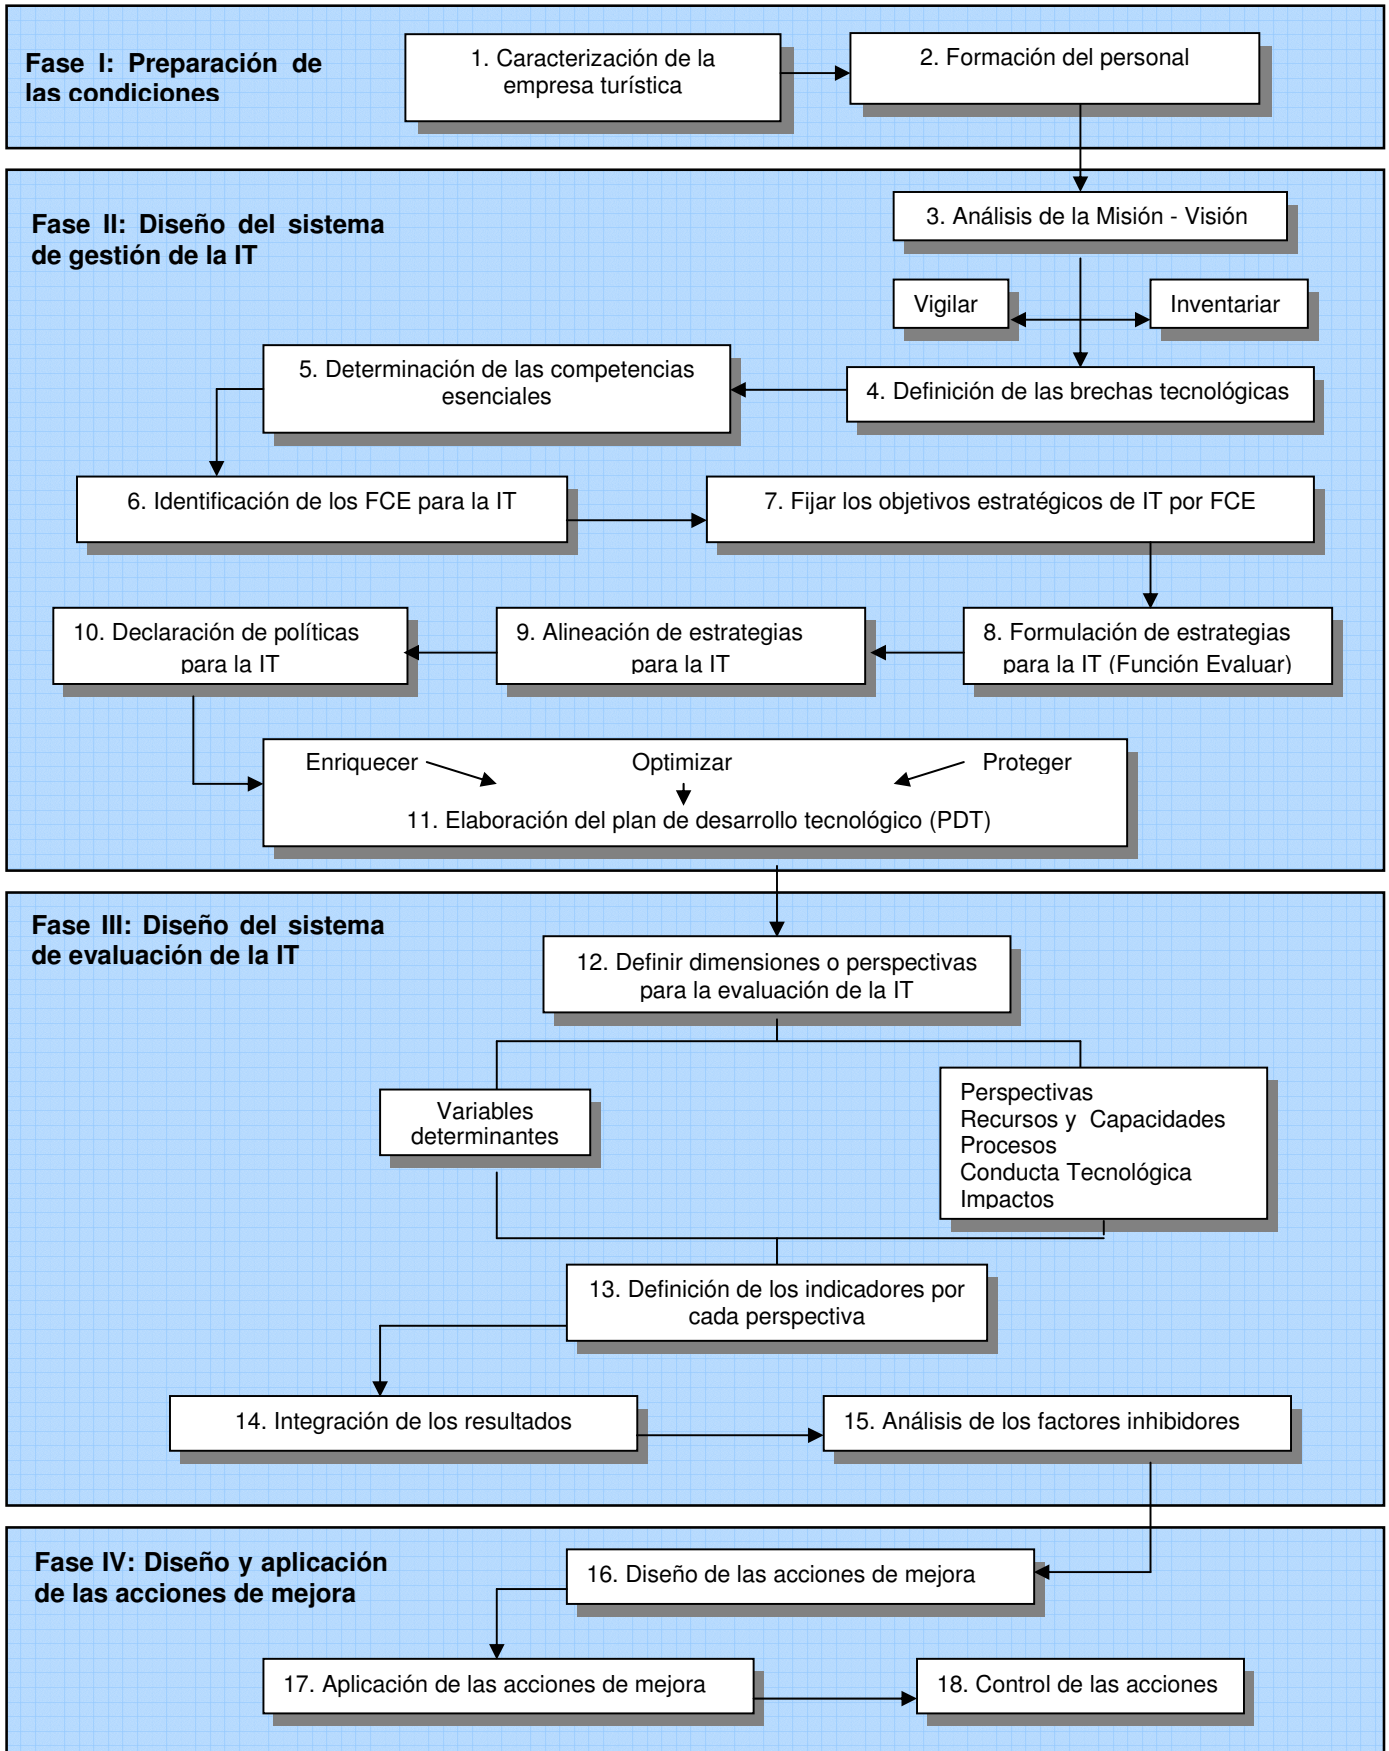 Fase I: Preparación de
las condiciones
1. Caracterización de la
empresa turística
2. Formación del personal
Fase II: Diseño del sistema
de gestión de la IT
3. Análisis de la Misión - Visión
Vigilar
Inventariar
5. Determinación de las competencias
esenciales
4. Definición de las brechas tecnológicas
6. Identificación de los FCE para la IT
7. Fijar los objetivos estratégicos de IT por FCE
10. Declaración de políticas
para la IT
9. Alineación de estrategias
para la IT
8. Formulación de estrategias
para la IT (Función Evaluar)
Enriquecer
Optimizar
Proteger
11. Elaboración del plan de desarrollo tecnológico (PDT)
Fase III: Diseño del sistema
de evaluación de la IT
12. Definir dimensiones o perspectivas
para la evaluación de la IT
Variables
determinantes
Perspectivas
Recursos y Capacidades
Procesos
Conducta Tecnológica
Impactos
13. Definición de los indicadores por
cada perspectiva
14. Integración de los resultados
15. Análisis de los factores inhibidores
Fase IV: Diseño y aplicación
de las acciones de mejora
16. Diseño de las acciones de mejora
17. Aplicación de las acciones de mejora
18. Control de las acciones